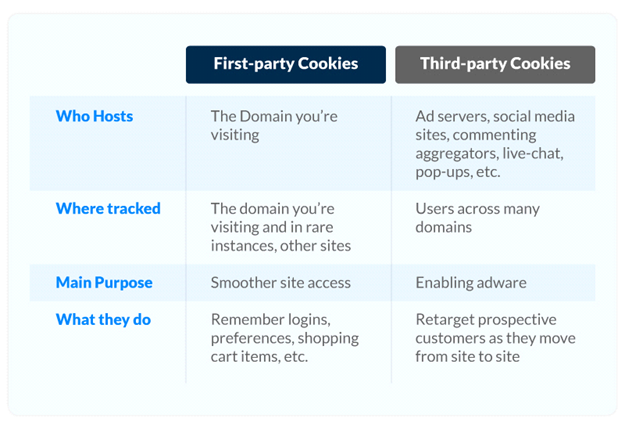 First-party Cookies
Third-party Cookies
Who Hosts
The Domain you're
visiting
Ad servers, social media
sites, commenting
aggregators, live-chat,
pop-ups, etc.
Where tracked
The domain you're
visiting and in rare
instances, other sites
Users across many
domains
Main Purpose
Smoother site access
Enabling adware
What they do
Remember logins,
preferences, shopping
cart items, etc.
Retarget prospective
customers as they move
from site to site